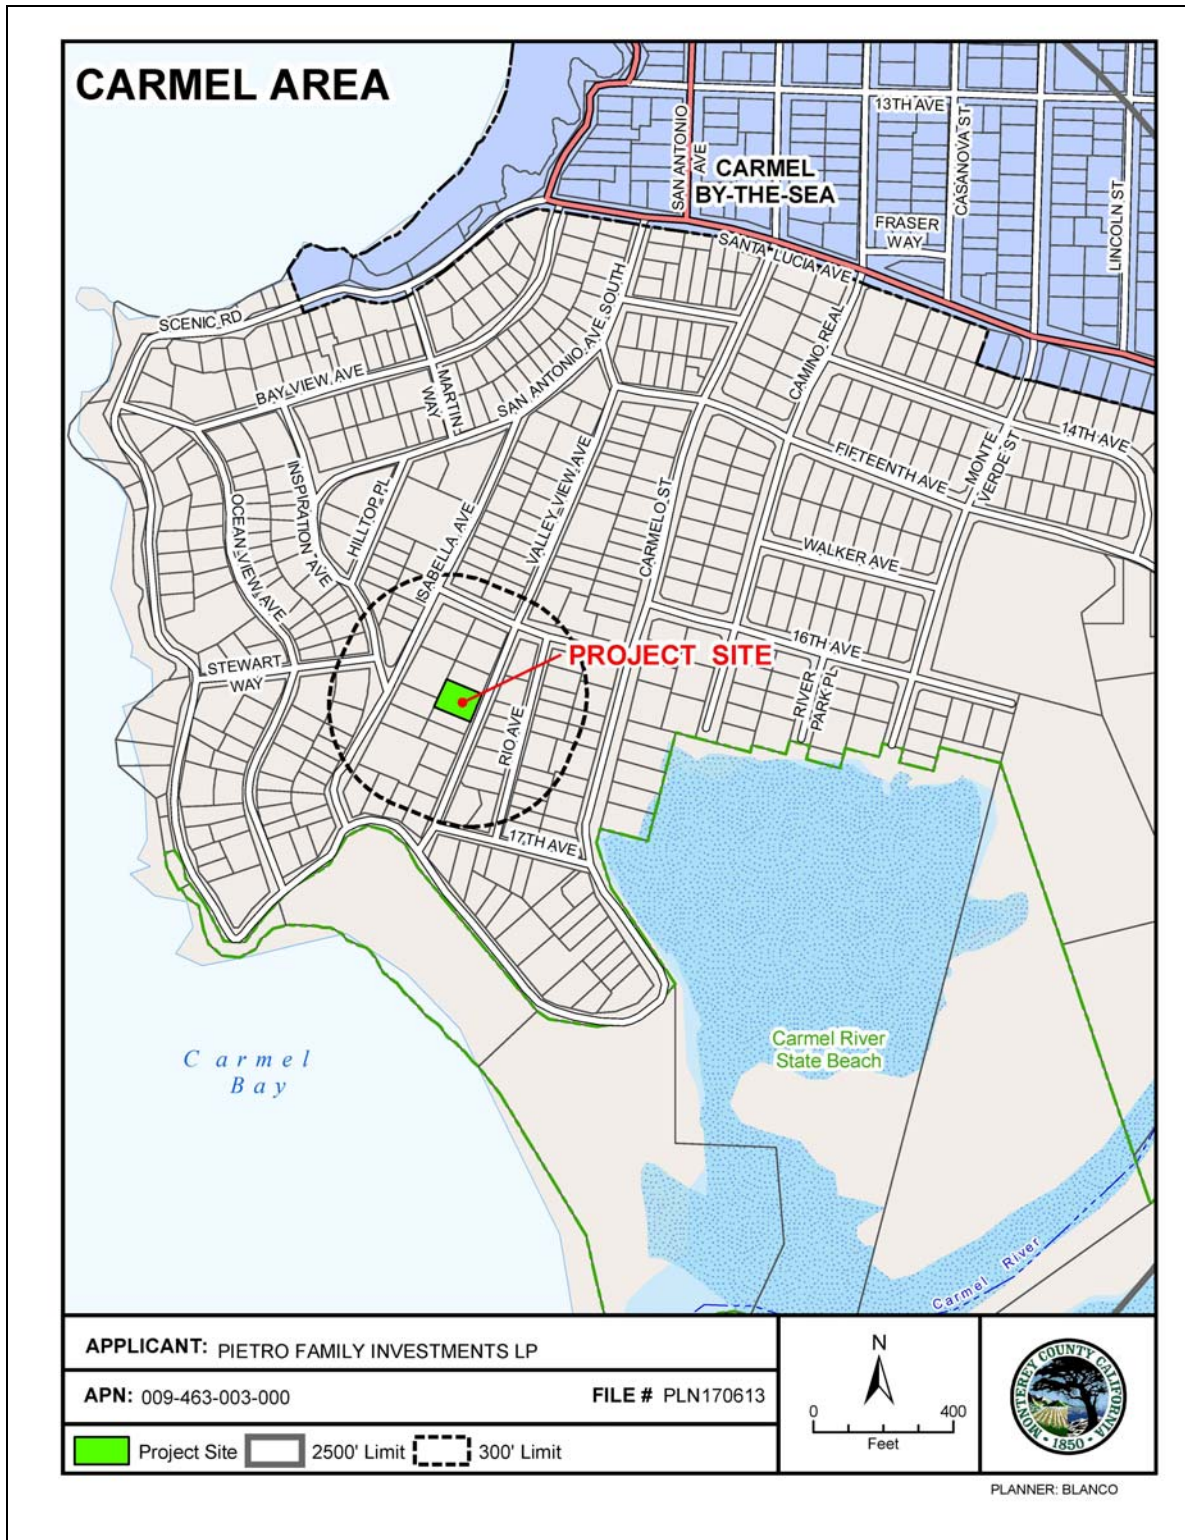 CARMEL AREA
13TH AVE
SAN ANTONIO
AVE
CASANOVA ST
CARMEL
BY-THE-SEA
FRASER
WAY
LINCOLN ST
SANTA LUCIA AVE
SCENIC RD
SAN ANTONIO AVE SOUTH
CAMINO REAL
BAY VIEW AVE
MARTIN
WAY
14TH AVE
MONTE
VERDE ST
FIFTEENTH AVE
INSPIRATION AVE
HILLTOP PL
VALLEY VIEW AVE
OCEAN VIEW AVE
ISABELLA AVE
CARMELO ST
WALKER AVE
16TH AVE
STEWART
WAY
PROJECT SITE
RIVER
PARK PL
RIO AVE
17TH AVE
Carmel River
State Beach
Carmel
Bay
Carmel River
APPLICANT: PIETRO FAMILY INVESTMENTS LP
APN: 009-463-003-000
FILE # PLN170613
Project Site
2500' Limit
300' Limit
N
0 400
Feet
MONTEREY COUNTY CALIFORNIA
1850
PLANNER: BLANCO